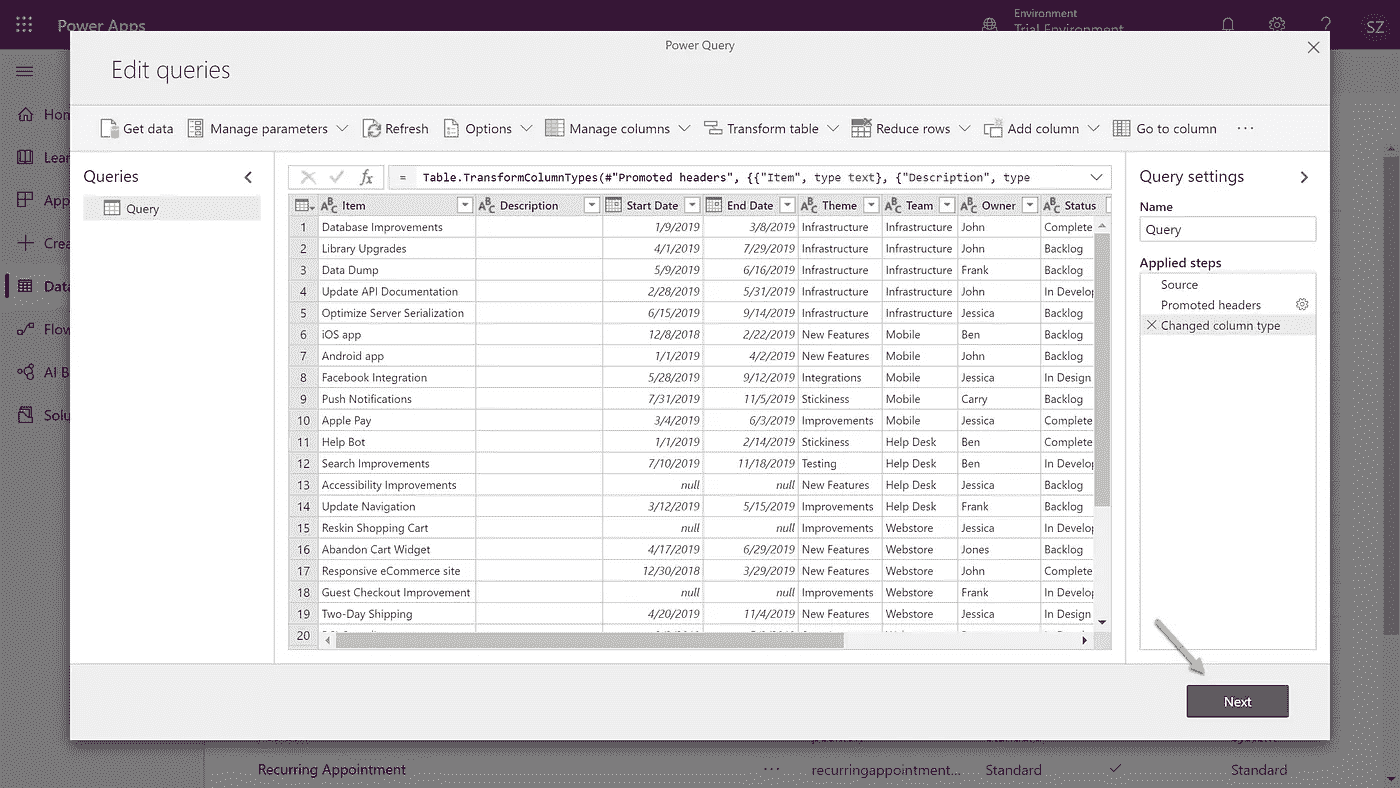 Power Apps
Environment
Trial Environment
?
SZ
Power Query
Edit queries
Get data Manage parameters Refresh Options Manage columns Transform table Reduce rows Add column Go to column ...
Queries
Query
fx = Table.TransformColumnTypes(#"Promoted headers", {{"Item", type text}, {"Description", type
ABC Item ABC Description Start Date End Date ABC Theme ABC Team ABC Owner ABC Status
1 Database Improvements 1/9/2019 3/8/2019 Infrastructure Infrastructure John Complete
2 Library Upgrades 4/1/2019 7/29/2019 Infrastructure Infrastructure John Backlog
3 Data Dump 5/9/2019 6/16/2019 Infrastructure Infrastructure Frank Backlog
4 Update API Documentation 2/28/2019 5/31/2019 Infrastructure Infrastructure John In Develo
5 Optimize Server Serialization 6/15/2019 9/14/2019 Infrastructure Infrastructure Jessica Backlog
6 iOS app 12/8/2018 2/22/2019 New Features Mobile Ben Backlog
7 Android app 1/1/2019 4/2/2019 New Features Mobile John Backlog
8 Facebook Integration 5/28/2019 9/12/2019 Integrations Mobile Jessica In Design
9 Push Notifications 7/31/2019 11/5/2019 Stickiness Mobile Carry Backlog
10 Apple Pay 3/4/2019 6/3/2019 Improvements Mobile Jessica Complete
11 Help Bot 1/1/2019 2/14/2019 Stickiness Help Desk Ben Complete
12 Search Improvements 7/10/2019 11/18/2019 Testing Help Desk Ben In Develo
13 Accessibility Improvements null null New Features Help Desk Jessica Backlog
14 Update Navigation 3/12/2019 5/15/2019 Improvements Help Desk Frank Backlog
15 Reskin Shopping Cart null null Improvements Webstore Jessica In Develo
16 Abandon Cart Widget 4/17/2019 6/29/2019 New Features Webstore Jones Backlog
17 Responsive eCommerce site 12/30/2018 3/29/2019 New Features Webstore John Complete
18 Guest Checkout Improvement null null Improvements Webstore Frank In Develo
19 Two-Day Shipping 4/20/2019 11/4/2019 New Features Webstore Jessica In Design
20
Query settings
Name
Query
Applied steps
Source
Promoted headers
Changed column type
Next
Hon
Lear
App
Crea
Data
Flow
AI B
Solu
Recurring Appointment ... recurringappointment... Standard Standard